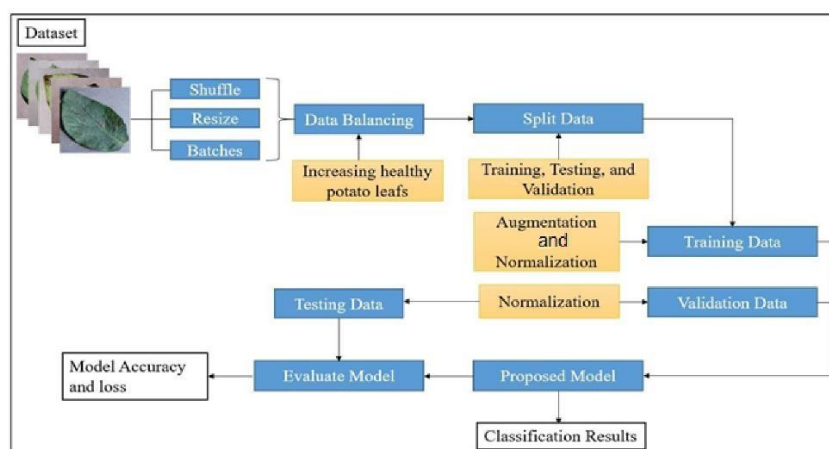 Dataset
Shuffle
Resize
Batches
Data Balancing
Split Data
Increasing healthy
potato leafs
Training, Testing, and
Validation
Augmentation
and
Normalization
Training Data
Testing Data
Normalization
Validation Data
Model Accuracy
and loss
Evaluate Model
Proposed Model
Classification Results